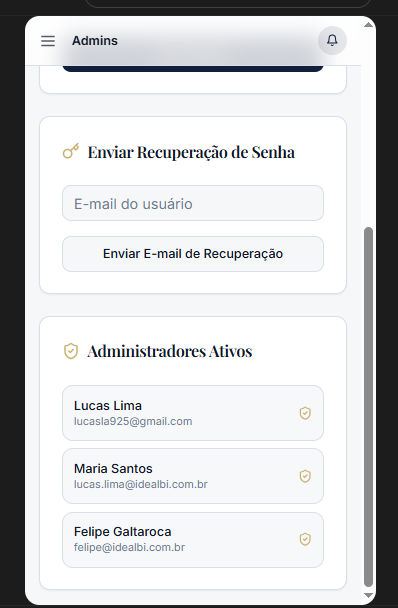 Admins
Enviar Recuperação de Senha
E-mail do usuário
Enviar E-mail de Recuperação
Administradores Ativos
Lucas Lima
lucasla925@gmail.com
Maria Santos
lucas.lima@idealbi.com.br
Felipe Galtaroca
felipe@idealbi.com.br